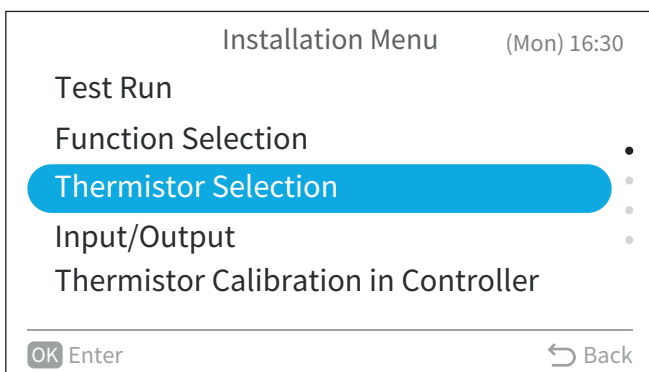 Installation Menu (Mon) 16:30
Test Run
Function Selection
Thermistor Selection
Input/Output
Thermistor Calibration in Controller
OK Enter Back